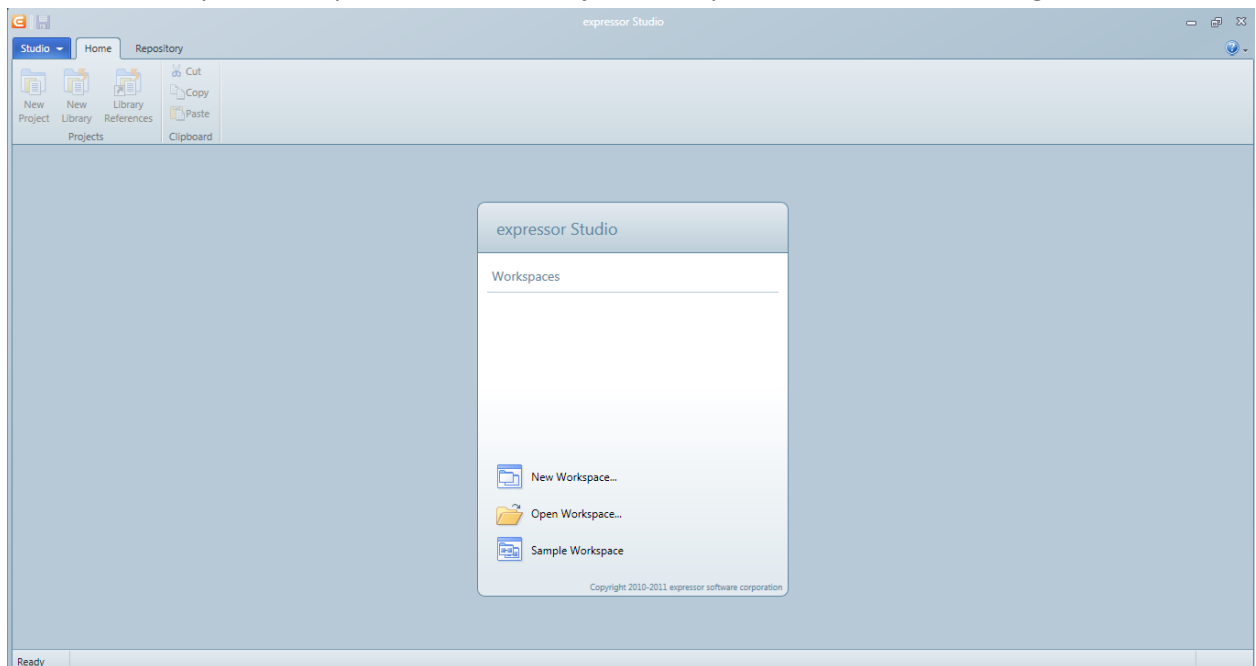 expressor Studio
Studio Home Repository
New Project
New Library
Library References
Projects
Cut
Copy
Paste
Clipboard
expressor Studio
Workspaces
New Workspace...
Open Workspace...
Sample Workspace
Copyright 2010-2011 expressor software corporation
Ready